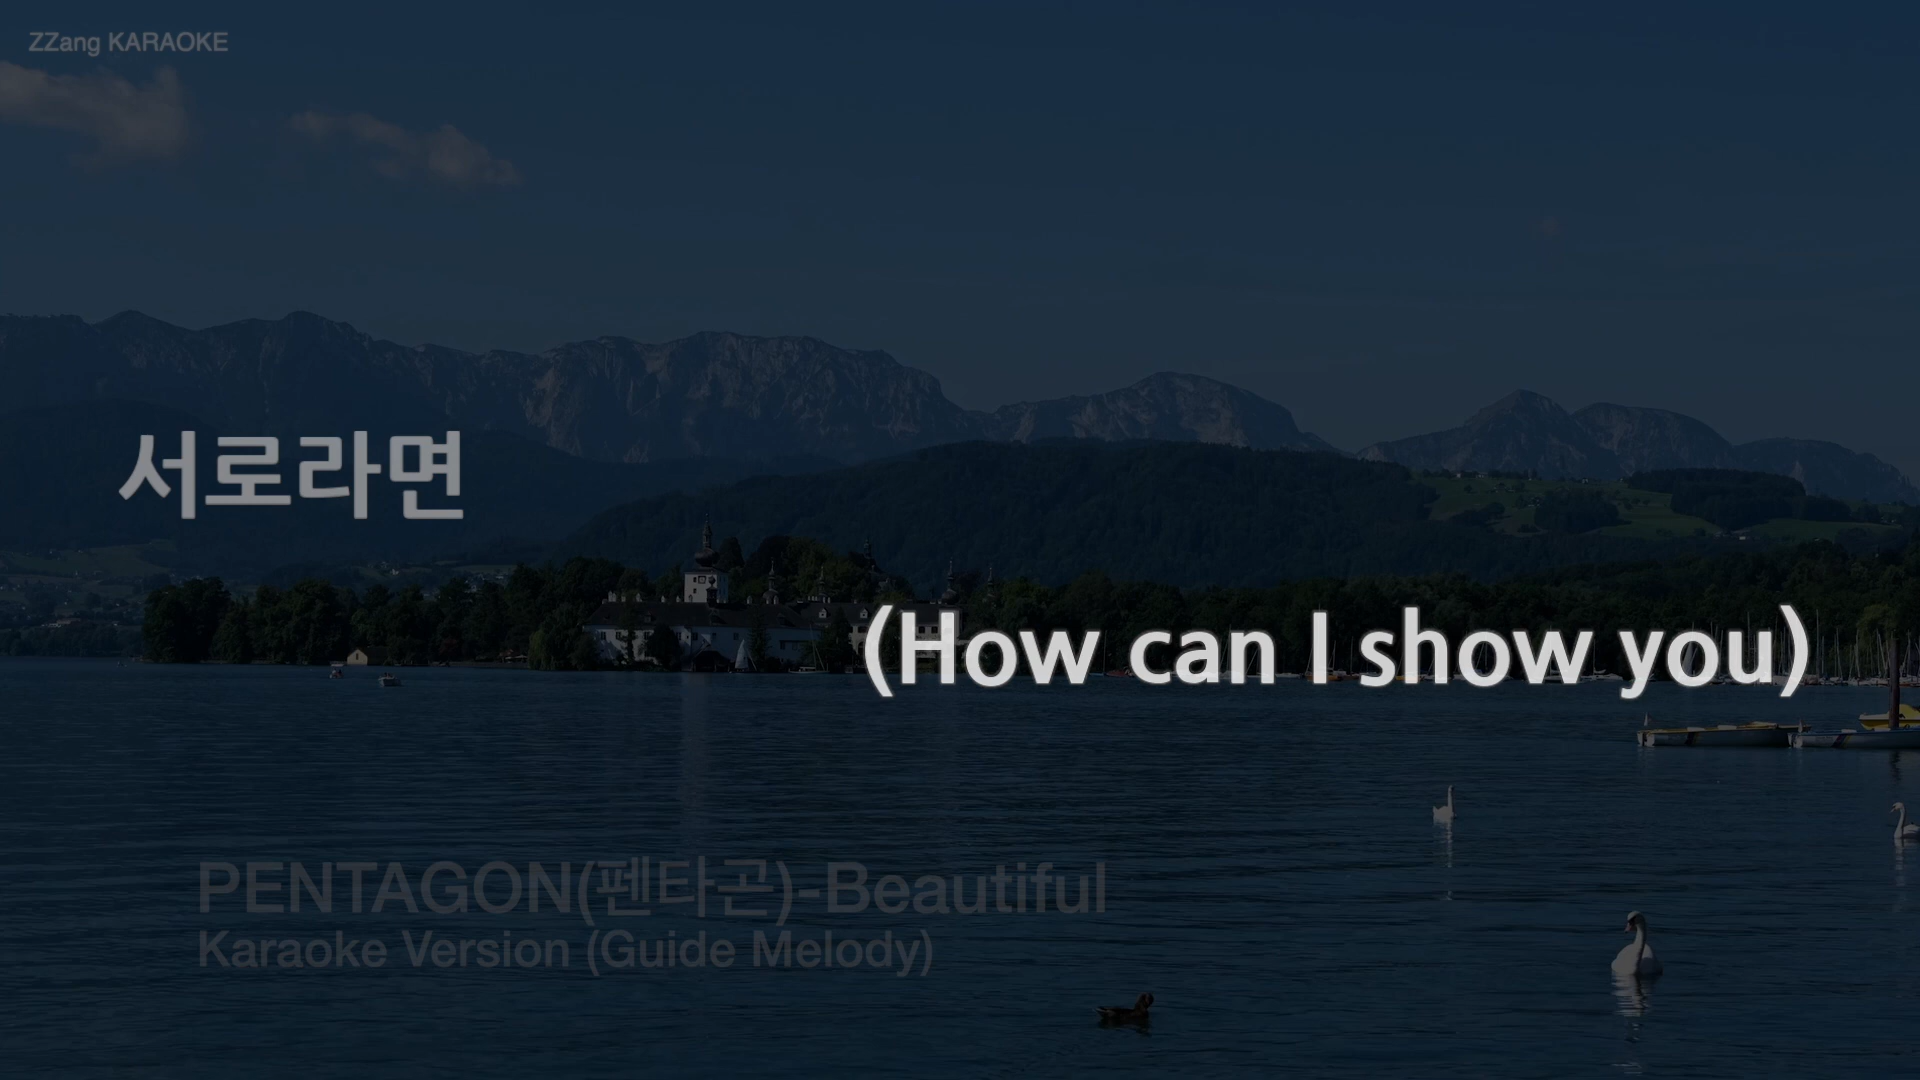 ZZang KARAOKE
서로라면
(How can I show you)
PENTAGON(펜타곤)-Beautiful
Karaoke Version (Guide Melody)